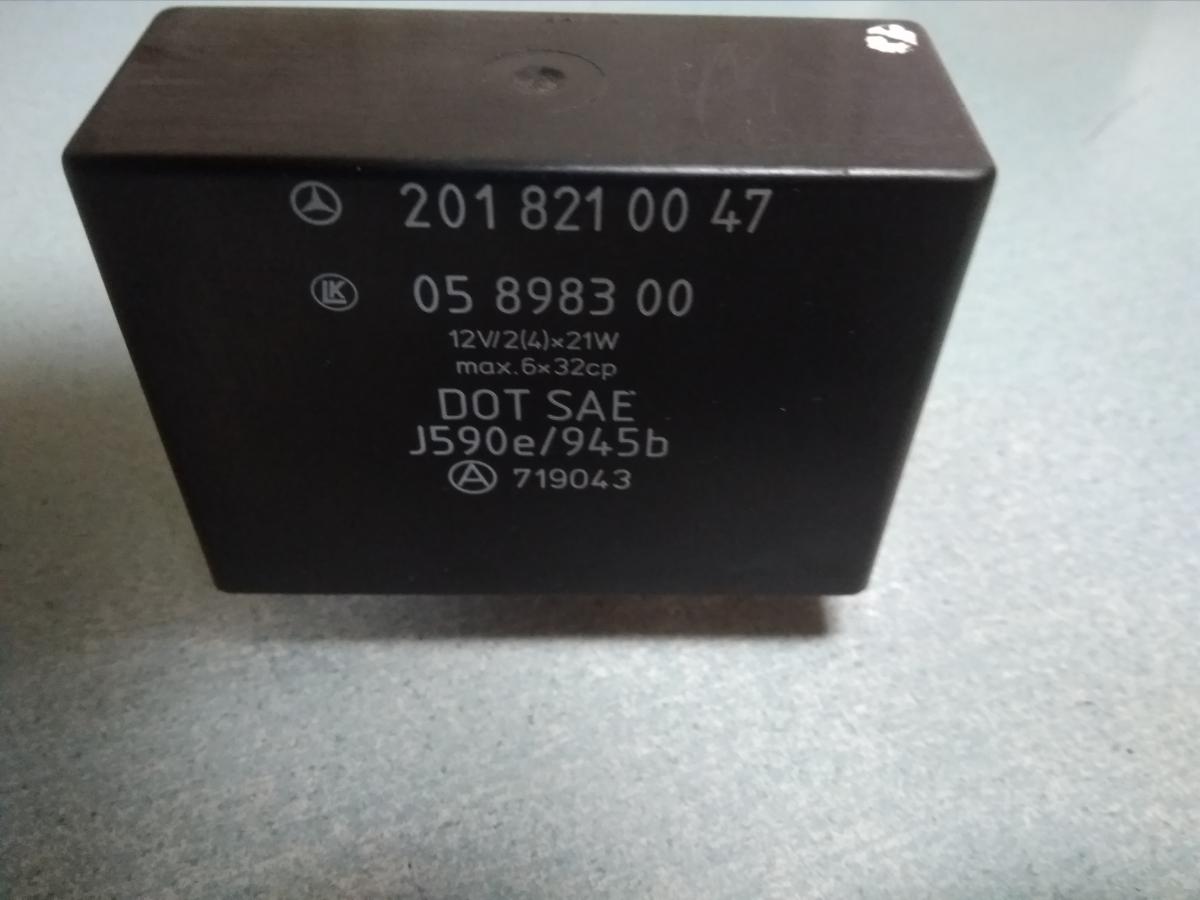 201 821 00 47
LK 05 8983 00
12V/2(4)×21W
max.6×32cp
DOT SAE
J590e/945b
A 719043